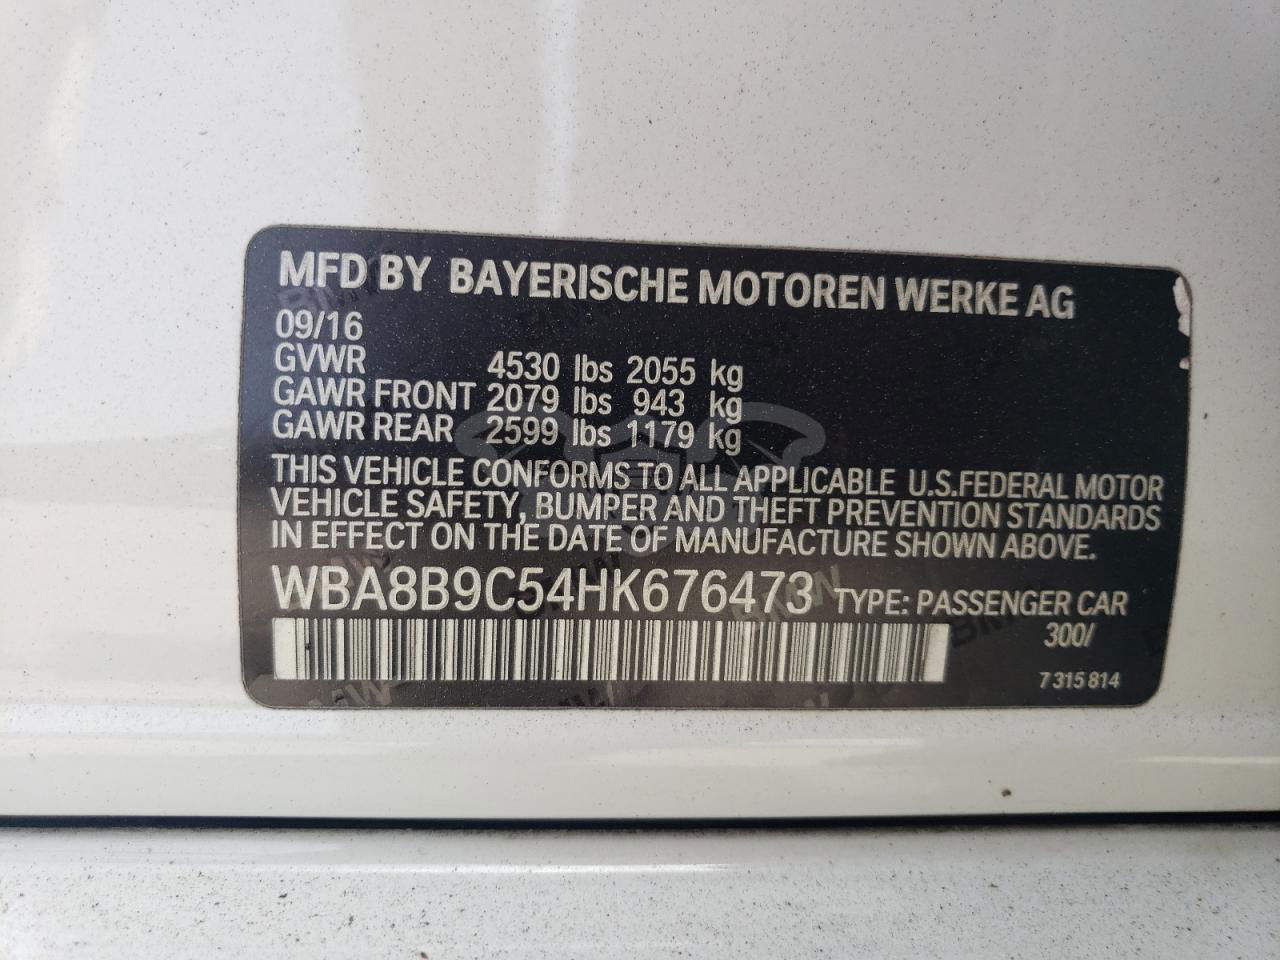 MFD BY BAYERISCHE MOTOREN WERKE AG
09/16
GVWR 4530 lbs 2055 kg
GAWR FRONT 2079 lbs 943 kg
GAWR REAR 2599 lbs 1179 kg
THIS VEHICLE CONFORMS TO ALL APPLICABLE U.S.FEDERAL MOTOR
VEHICLE SAFETY, BUMPER AND THEFT PREVENTION STANDARDS
IN EFFECT ON THE DATE OF MANUFACTURE SHOWN ABOVE.
WBA8B9C54HK676473 TYPE: PASSENGER CAR
300/
7 315 814